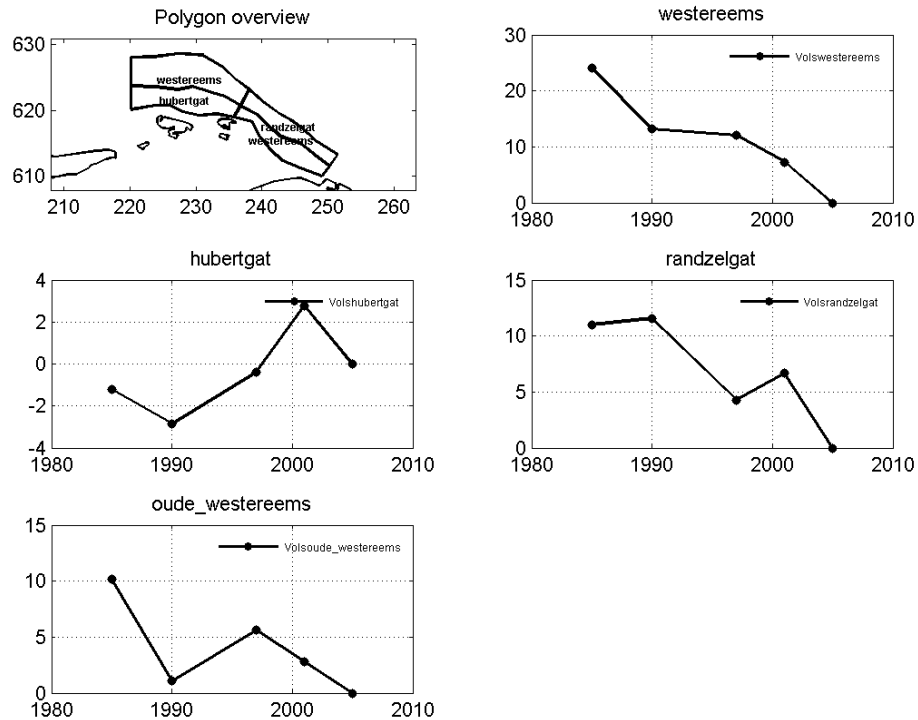 Polygon overview
630
620
610
westereems
hubertgat
randzelgat
westereems
210 220 230 240 250 260
westereems
30
20
10
0
Volswestereems
1980 1990 2000 2010
hubertgat
4
2
0
-2
-4
Volshubertgat
1980 1990 2000 2010
randzelgat
15
10
5
0
Volsrandzelgat
1980 1990 2000 2010
oude_westereems
15
10
5
0
Volsoude_westereems
1980 1990 2000 2010